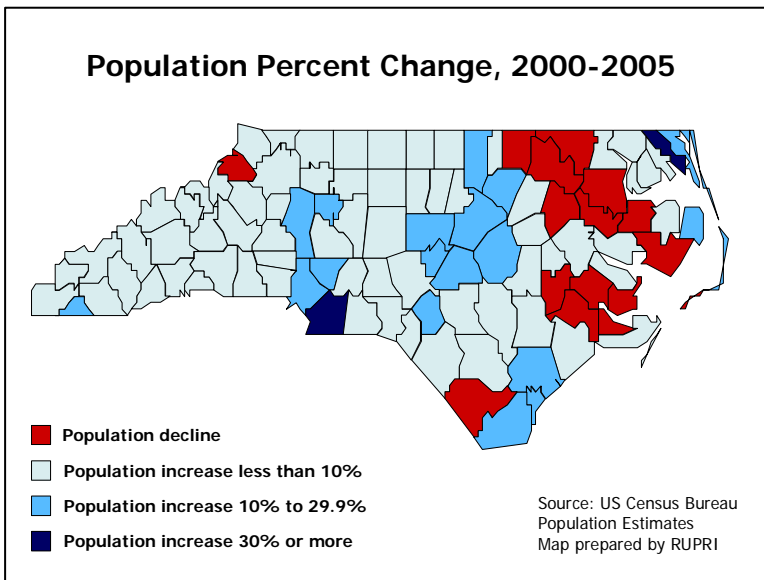 Population Percent Change, 2000-2005
Population decline
Population increase less than 10%
Population increase 10% to 29.9%
Population increase 30% or more
Source: US Census Bureau
Population Estimates
Map prepared by RUPRI